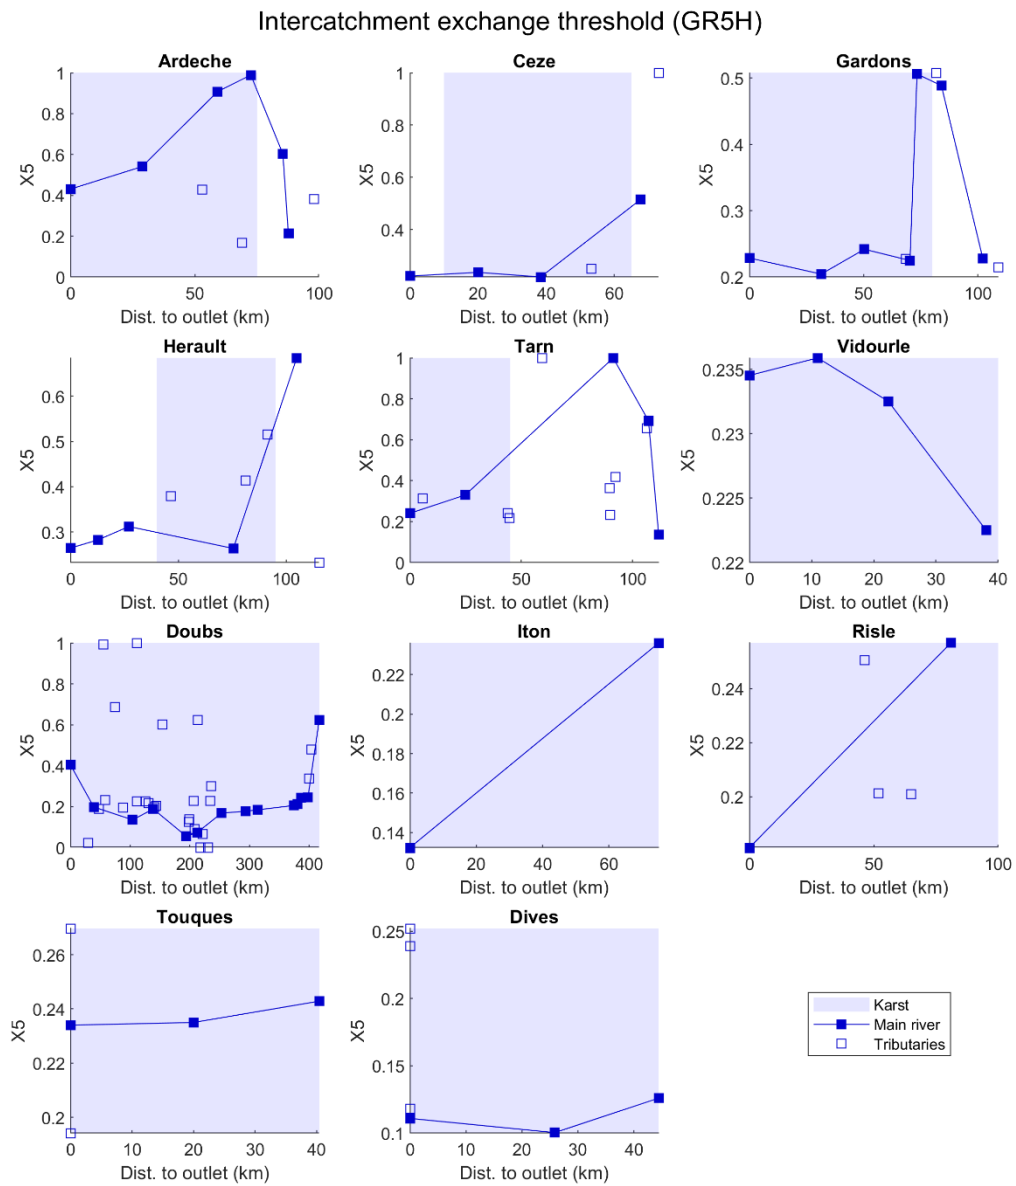 Intercatchment exchange threshold (GR5H)
Ardeche
1
0.8
0.6
0.4
0.2
0
X5
0 50 100
Dist. to outlet (km)
Ceze
1
0.8
0.6
0.4
X5
0 20 40 60
Dist. to outlet (km)
Gardons
0.5
0.4
0.3
0.2
X5
0 50 100
Dist. to outlet (km)
Herault
0.6
0.5
0.4
0.3
X5
0 50 100
Dist. to outlet (km)
Tarn
1
0.8
0.6
0.4
0.2
0
X5
0 50 100
Dist. to outlet (km)
Vidourle
0.235
0.23
0.225
0.22
X5
0 10 20 30 40
Dist. to outlet (km)
Doubs
1
0.8
0.6
0.4
0.2
0
X5
0 100 200 300 400
Dist. to outlet (km)
Iton
0.22
0.2
0.18
0.16
0.14
X5
0 20 40 60
Dist. to outlet (km)
Risle
0.24
0.22
0.2
X5
0 50 100
Dist. to outlet (km)
Touques
0.26
0.24
0.22
0.2
X5
0 10 20 30 40
Dist. to outlet (km)
Dives
0.25
0.2
0.15
0.1
X5
0 10 20 30 40
Dist. to outlet (km)
Karst
Main river
Tributaries